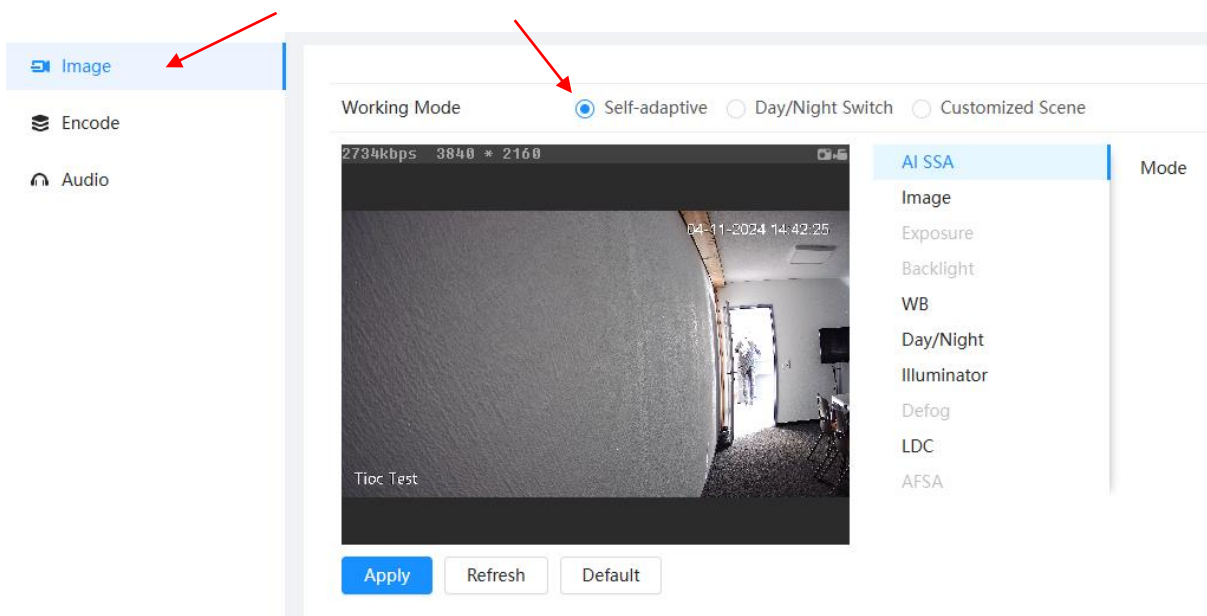 Image
Encode
Audio
Working Mode
Self-adaptive
Day/Night Switch
Customized Scene
2734kbps 3840 * 2160
04-11-2024 14:42:25
Tioc Test
AI SSA
Image
Exposure
Backlight
WB
Day/Night
Illuminator
Defog
LDC
AFSA
Mode
Apply
Refresh
Default